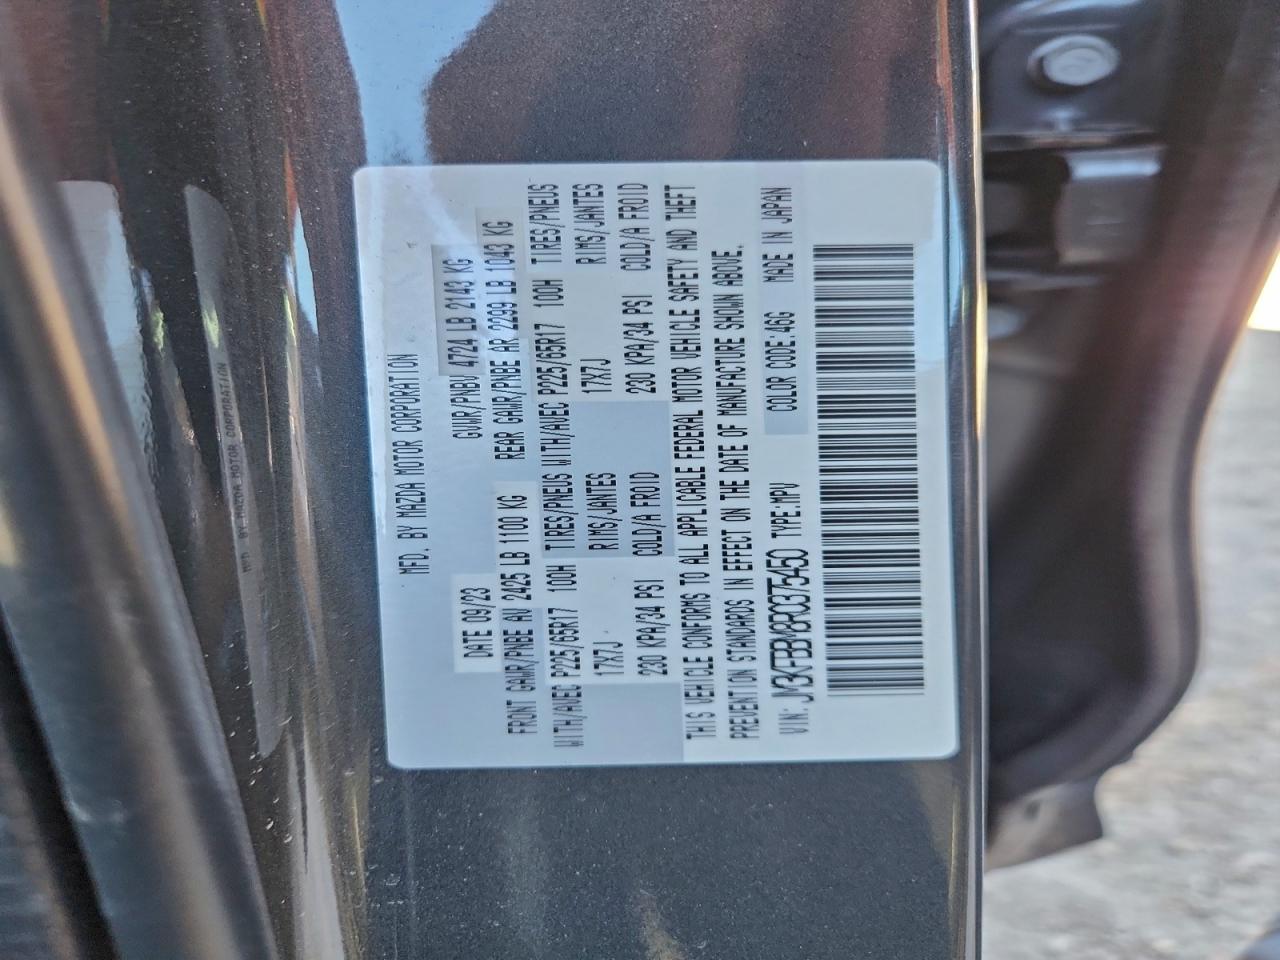 MFD. BY MAZDA MOTOR CORPORATION
DATE 09/23 GVWR/PNBV 4724 LB 2143 KG
FRONT GAWR/PNBE AV 2425 LB 1100 KG REAR GAWR/PNBE AR 2299 LB 1043 KG
WITH/AVEC P225/65R17 100H TIRES/PNEUS WITH/AVEC P225/65R17 100H TIRES/PNEUS
17X7J RIMS/JANTES 17X7J RIMS/JANTES
230 KPA/34 PSI COLD/A FROID 230 KPA/34 PSI COLD/A FROID
THIS VEHICLE CONFORMS TO ALL APPLICABLE FEDERAL MOTOR VEHICLE SAFETY AND THEFT
PREVENTION STANDARDS IN EFFECT ON THE DATE OF MANUFACTURE SHOWN ABOVE.
VIN: JM3KFBBM8R0375450 TYPE:MPV COLOR CODE:46G MADE IN JAPAN
MFD BY MAZDA MOTOR CORPORATION